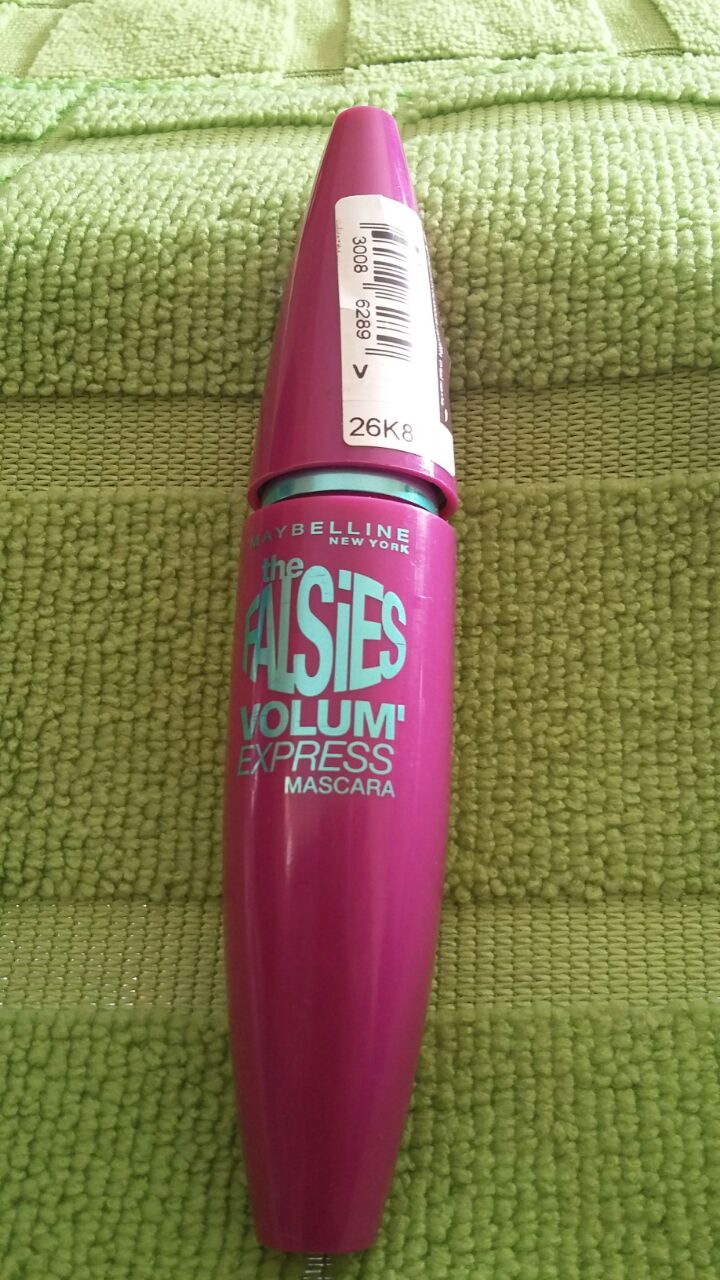 3008 6289
>
26K8
MAYBELLINE
NEW YORK
the
FALSiES
VOLUM'
EXPRESS
MASCARA